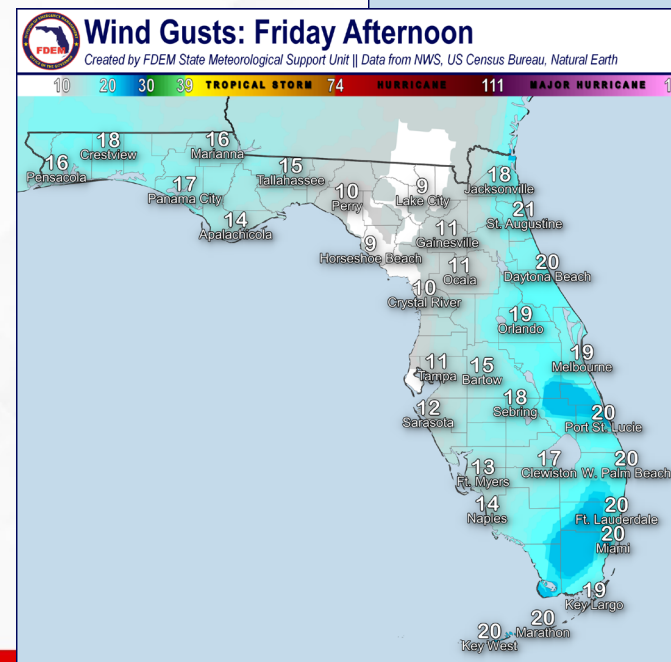 Wind Gusts: Friday Afternoon
Created by FDEM State Meteorological Support Unit || Data from NWS, US Census Bureau, Natural Earth
FDEM
10 20 30 39 TROPICAL STORM 74 HURRICANE 111 MAJOR HURRICANE
18
Crestview
16
Marianna
16
Pensacola
15
Tallahassee
17
Panama City
14
Apalachicola
10
Perry
9
Lake City
18
Jacksonville
21
St. Augustine
11
Gainesville
9
Horseshoe Beach
11
Ocala
20
Daytona Beach
10
Crystal River
19
Orlando
19
Melbourne
11
Tampa
15
Bartow
18
Sebring
12
Sarasota
20
Port St. Lucie
13
Ft. Myers
17
Clewiston
20
W. Palm Beach
14
Naples
20
Ft. Lauderdale
20
Miami
19
Key Largo
20
Marathon
20
Key West